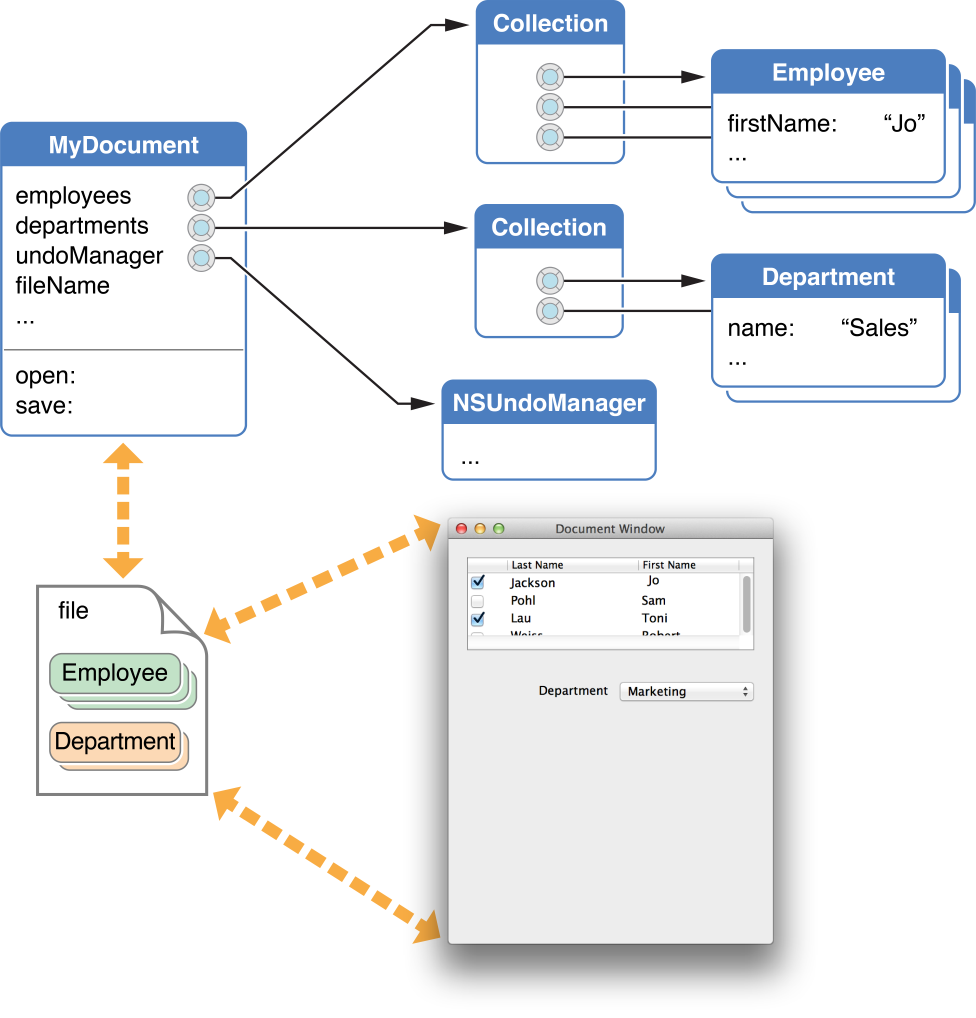 Collection
Employee
firstName: “Jo”
...
MyDocument
employees
departments
undoManager
fileName
...
open:
save:
Collection
Department
name: “Sales”
...
NSUndoManager
...
file
Employee
Department
Document Window
Last Name First Name
Jackson Jo
Pohl Sam
Lau Toni
Weiss Robert
Department Marketing